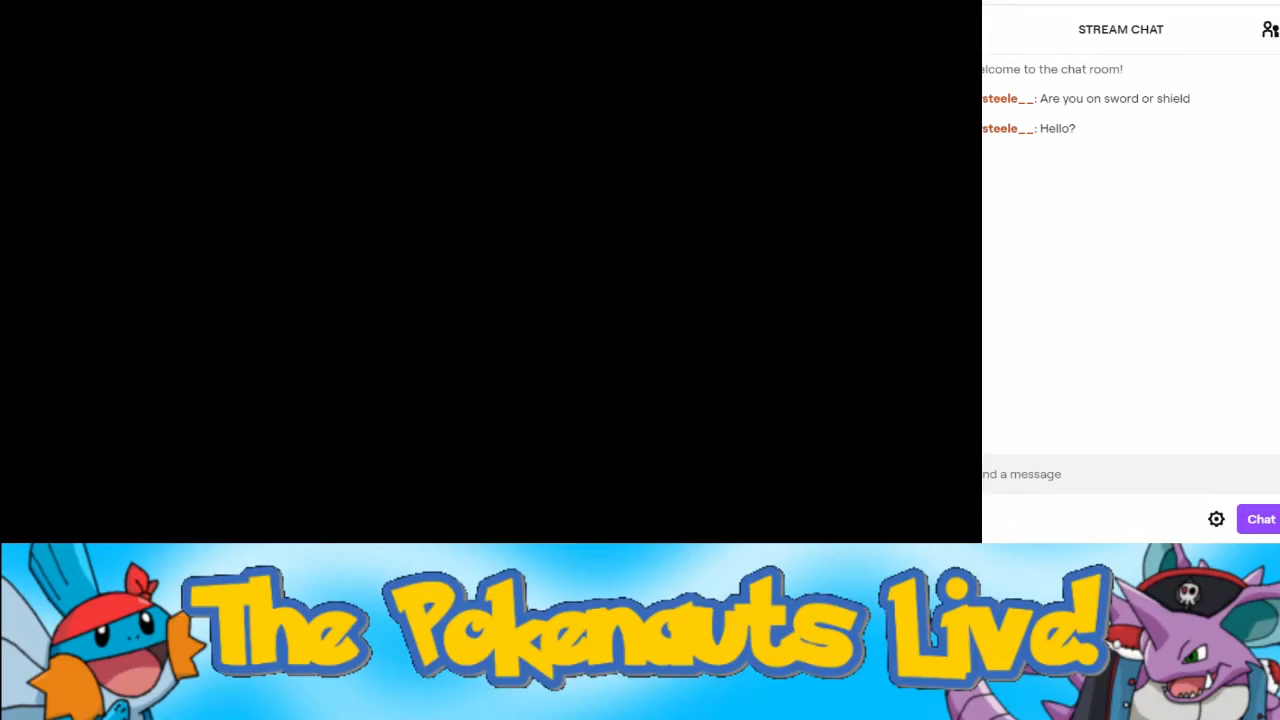 STREAM CHAT
elcome to the chat room!
steele__: Are you on sword or shield
steele__: Hello?
nd a message
Chat
The Pokenauts Live!